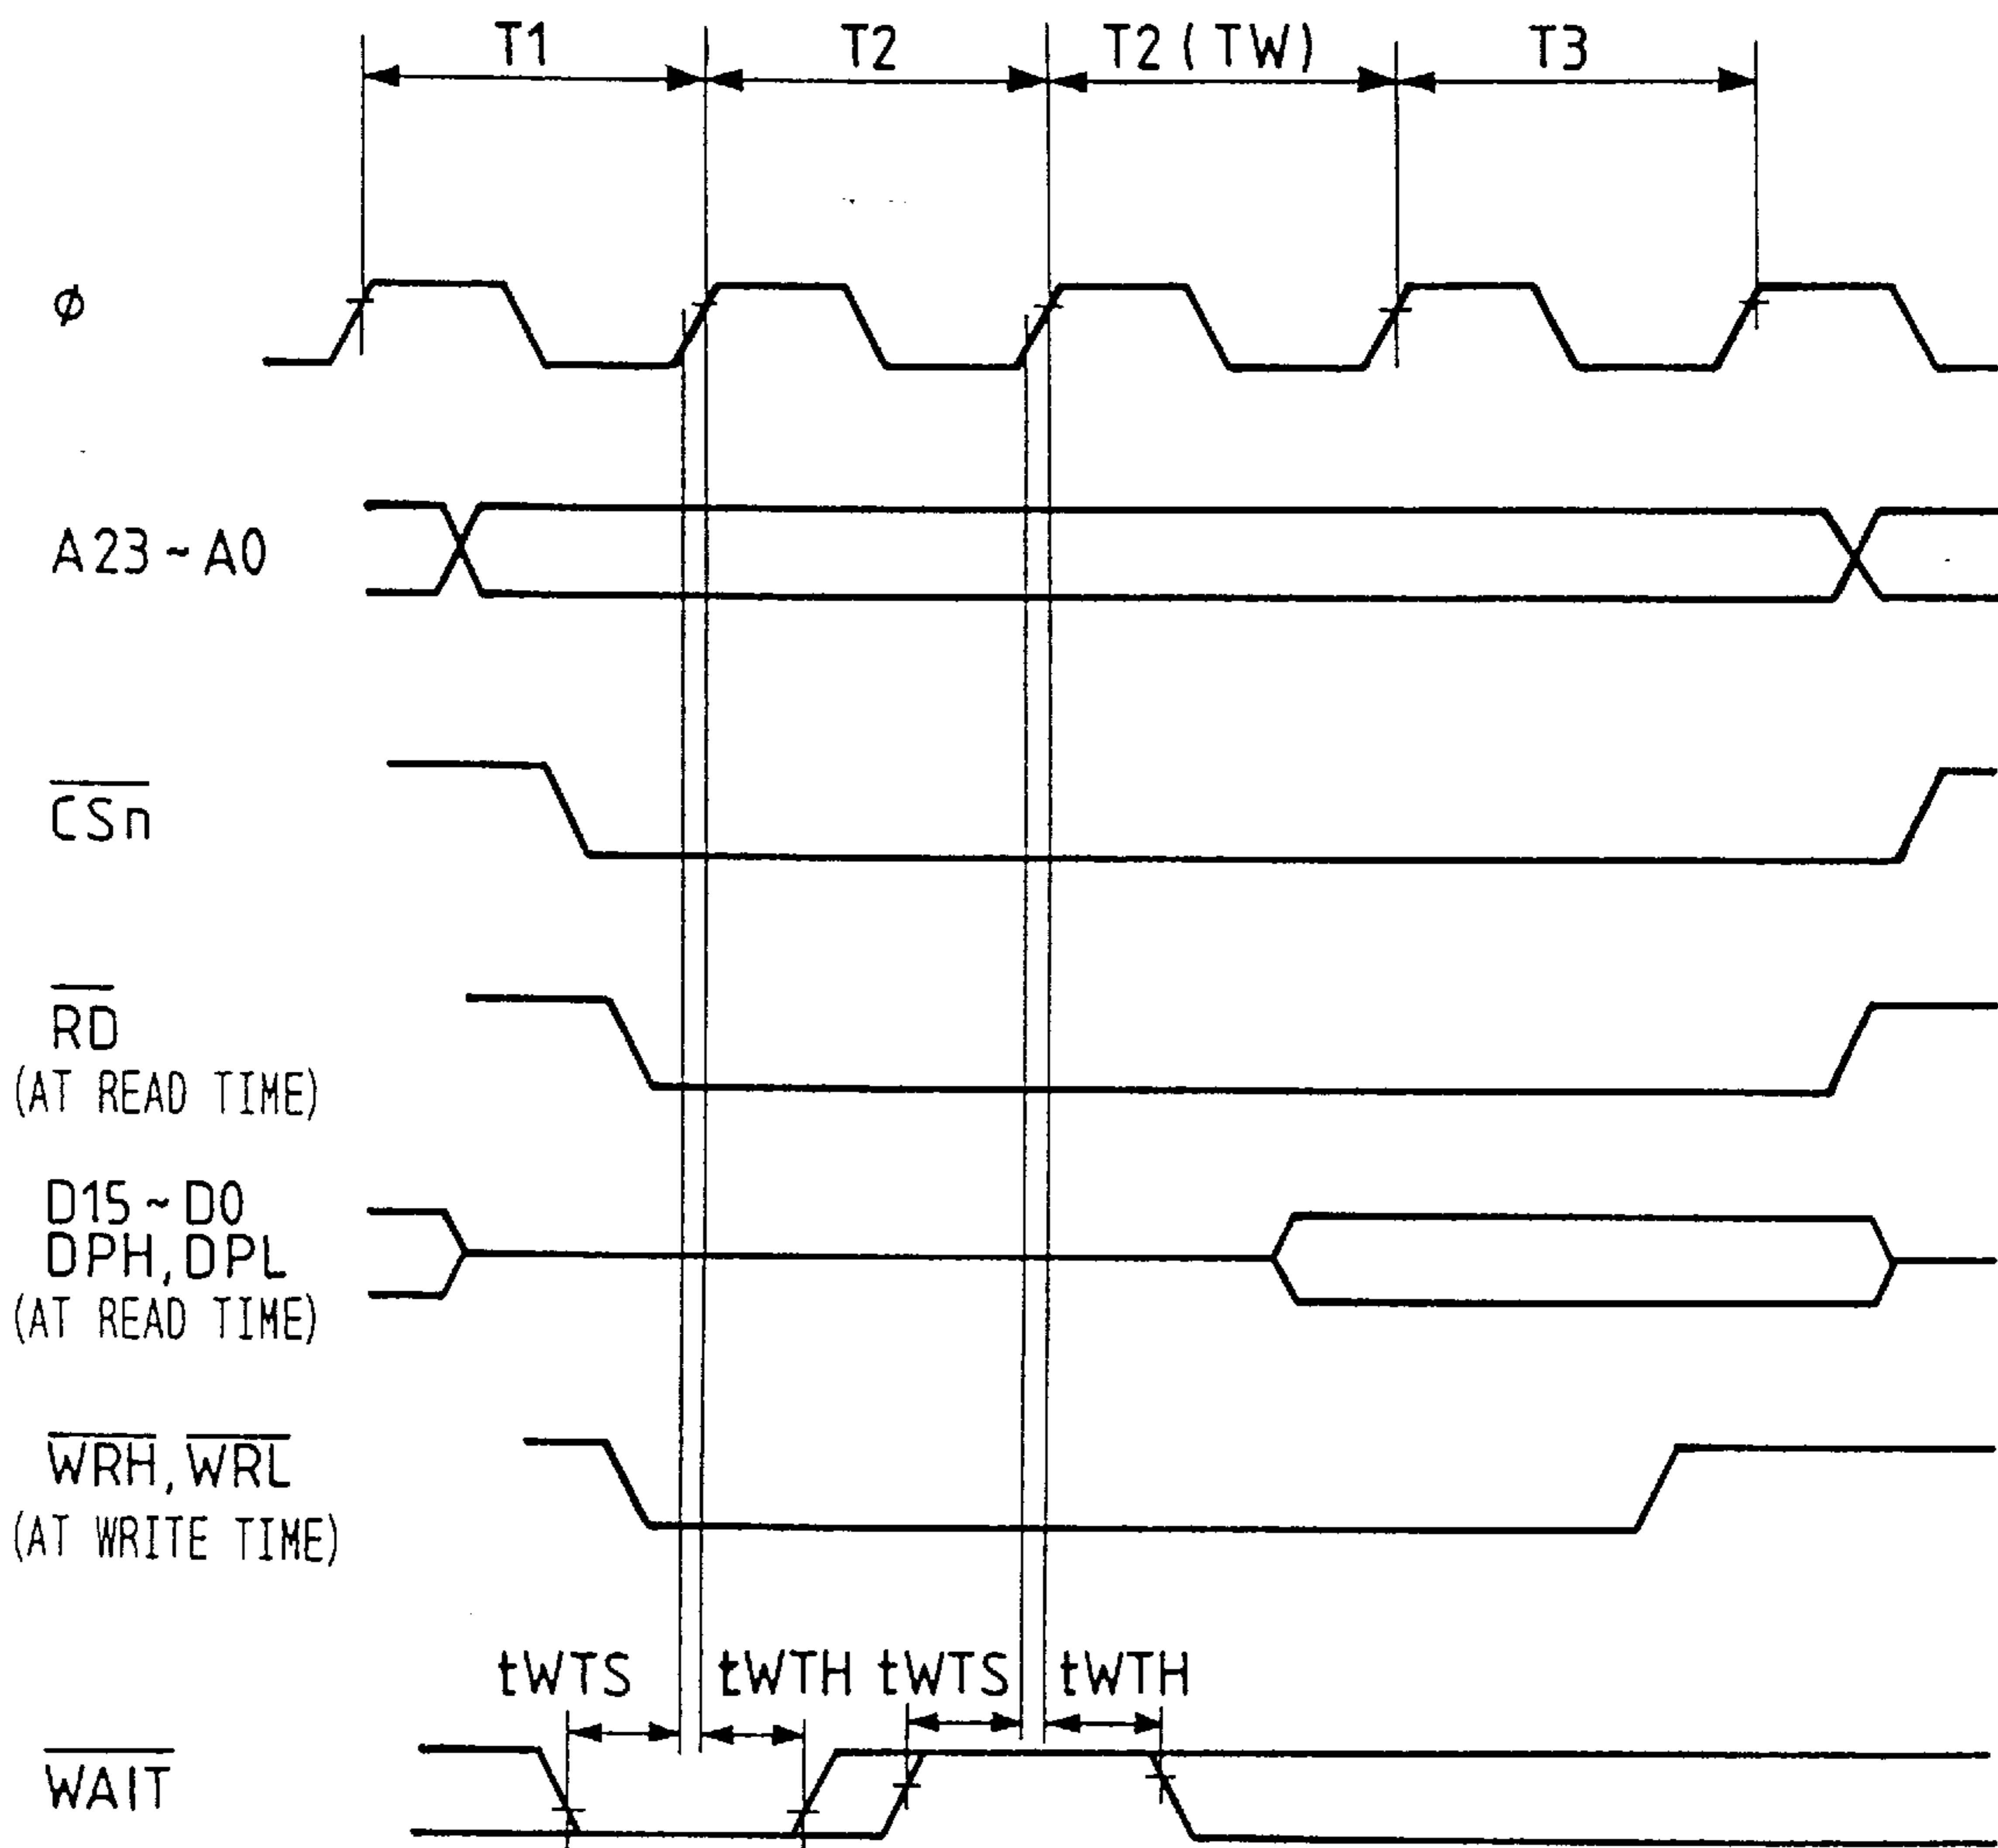 T1 T2 T2(TW) T3
φ
A23~A0
CSn
RD
(AT READ TIME)
D15~D0
DPH,DPL
(AT READ TIME)
WRH,WRL
(AT WRITE TIME)
tWTS tWTH tWTS tWTH
WAIT